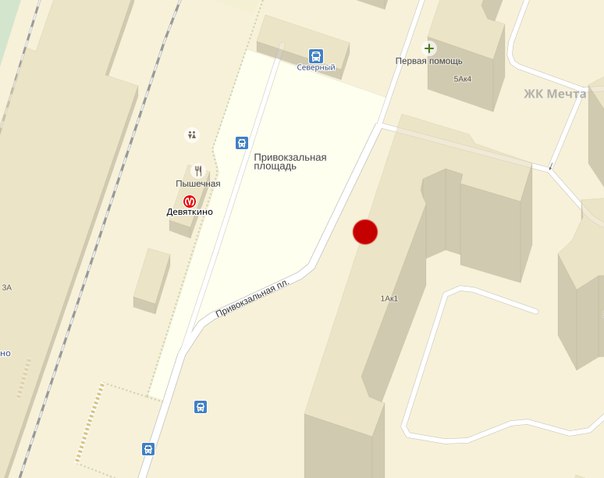 Северный
Первая помощь
5Ак4
ЖК Мечта
Привокзальная
площадь
Пышечная
М
Девяткино
3А
Привокзальная пл.
1Ак1
но